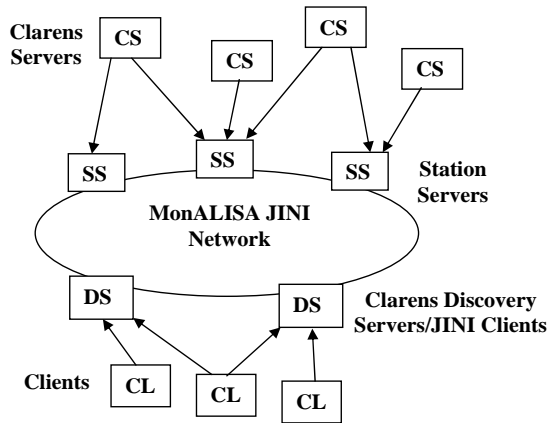 Clarens
Servers
CS
CS
CS
CS
SS
SS
SS
Station
Servers
MonALISA JINI
Network
DS
DS
Clarens Discovery
Servers/JINI Clients
Clients
CL
CL
CL